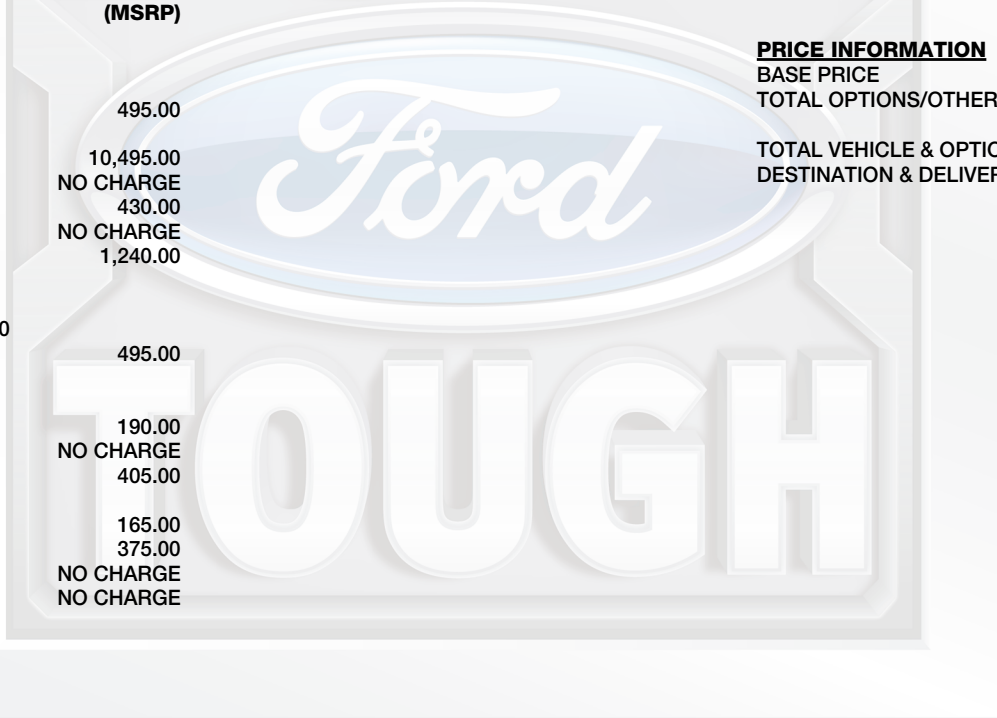 (MSRP)
495.00
10,495.00
NO CHARGE
430.00
NO CHARGE
1,240.00
0
495.00
190.00
NO CHARGE
405.00
165.00
375.00
NO CHARGE
NO CHARGE
PRICE INFORMATION
BASE PRICE
TOTAL OPTIONS/OTHER
TOTAL VEHICLE & OPTIO
DESTINATION & DELIVER
Ford
TOUGH